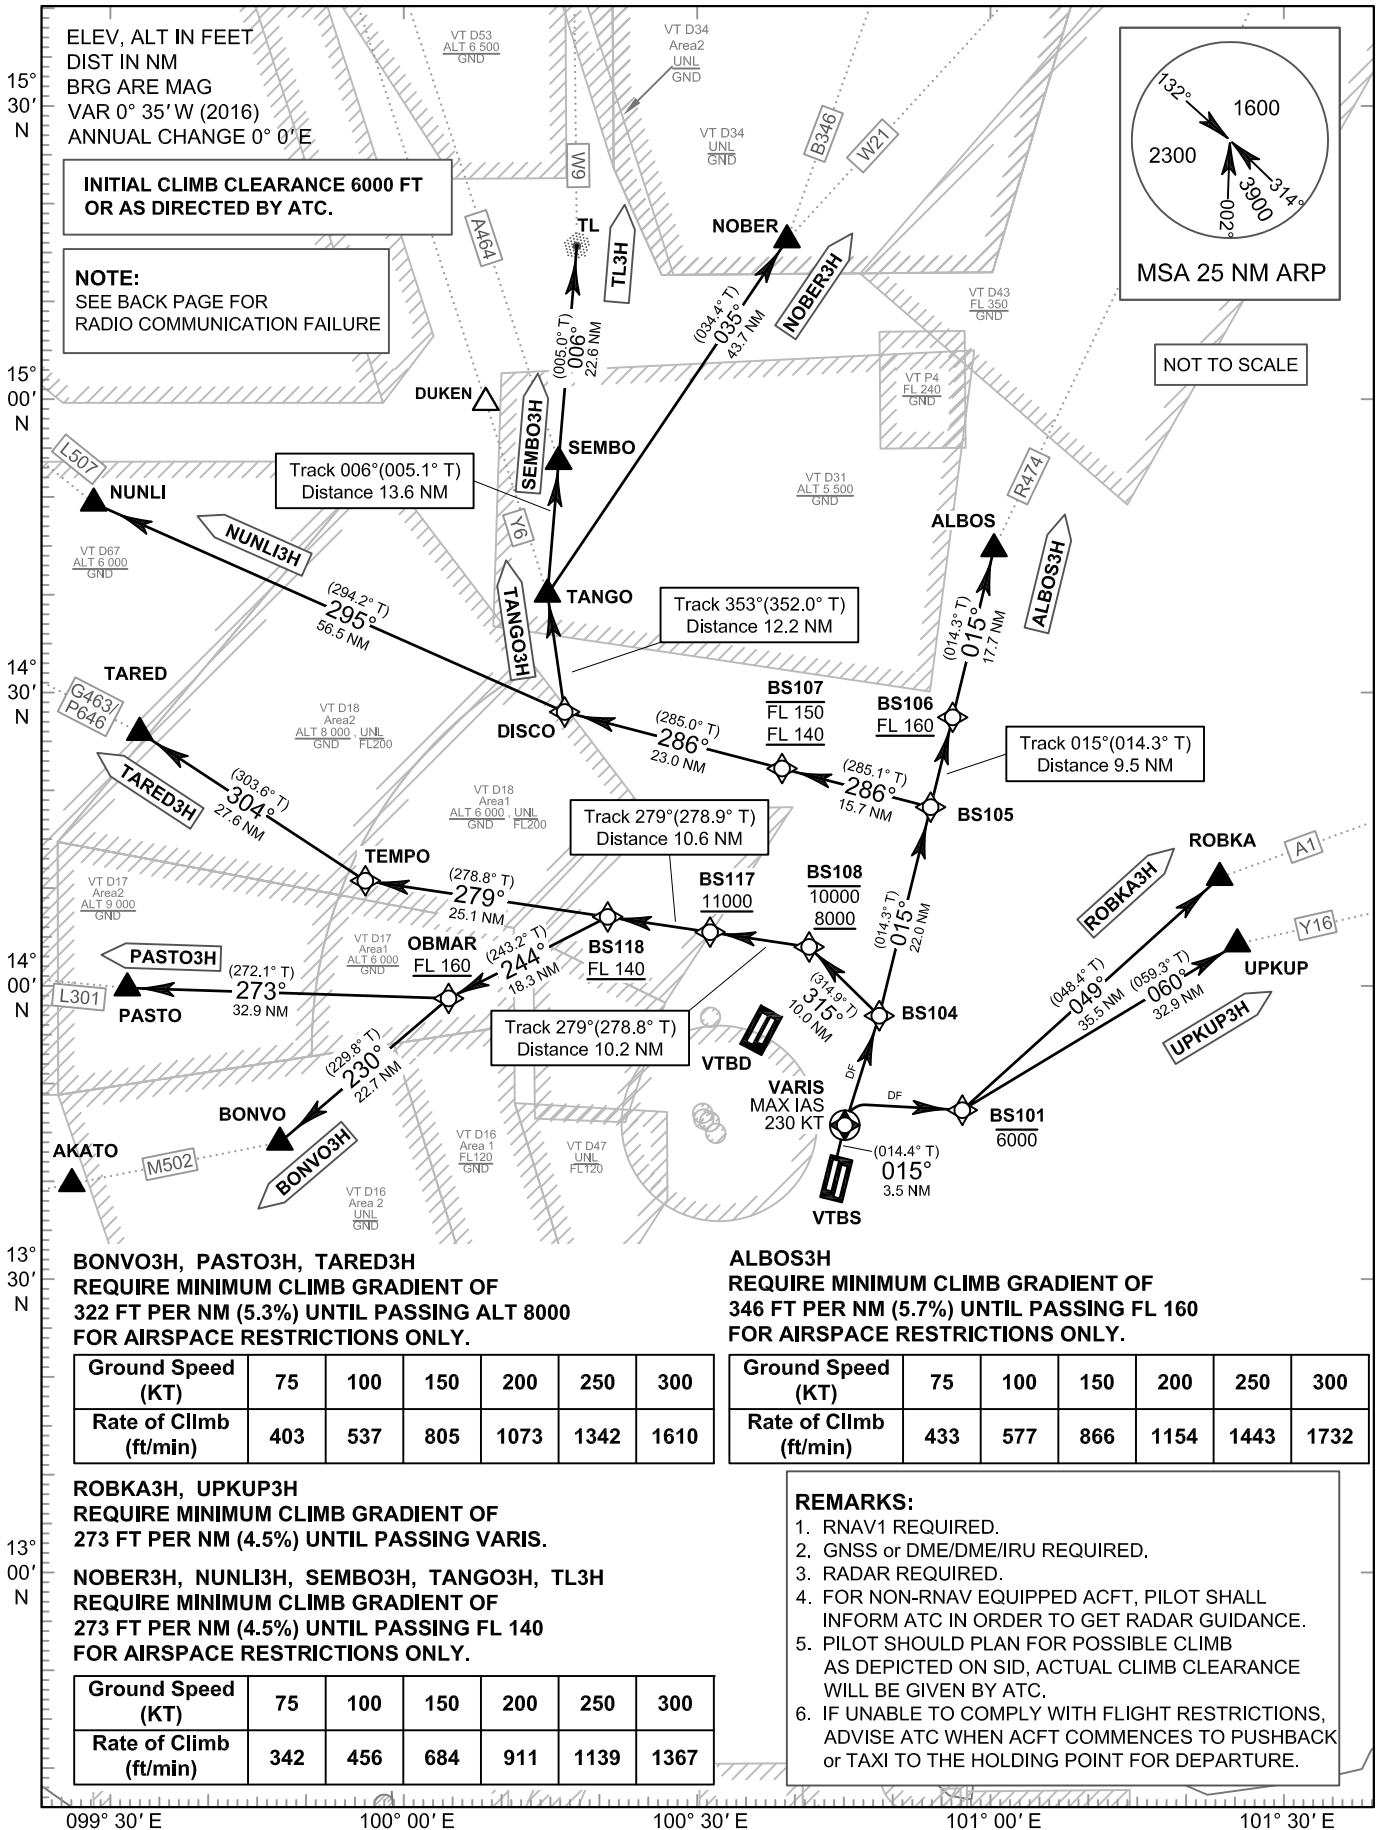 ELEV, ALT IN FEET
DIST IN NM
BRG ARE MAG
VAR 0° 35' W (2016)
ANNUAL CHANGE 0° 0'E
INITIAL CLIMB CLEARANCE 6000 FT
OR AS DIRECTED BY ATC.
NOTE:
SEE BACK PAGE FOR
RADIO COMMUNICATION FAILURE
VT D53
ALT 6 500
GND
VT D34
Area2
UNL
GND
VT D34
UNL
GND
B346
W21
W9
A464
132°
1600
2300
3900
314°
002°
MSA 25 NM ARP
NOT TO SCALE
TL
TL3H
NOBER
NOBER3H
VT D43
FL 350
GND
(005.0° T)
006°
22.6 NM
(034.4° T)
035°
43.7 NM
VT P4
FL 240
GND
DUKEN
SEMBO3H
SEMBO
Track 006°(005.1° T)
Distance 13.6 NM
L507
NUNLI
NUNLI3H
VT D67
ALT 6 000
GND
Y6
VT D31
ALT 5 500
GND
R474
ALBOS
ALBOS3H
(294.2° T)
295°
56.5 NM
TANGO3H
TANGO
Track 353°(352.0° T)
Distance 12.2 NM
(014.3° T)
015°
17.7 NM
TARED
G463/
P646
TARED3H
VT D18
Area2
ALT 8 000 , UNL
GND FL200
DISCO
(285.0° T)
286°
23.0 NM
BS107
FL 150
FL 140
BS106
FL 160
(285.1° T)
286°
15.7 NM
Track 015°(014.3° T)
Distance 9.5 NM
BS105
(303.6° T)
304°
27.6 NM
VT D18
Area1
ALT 6 000 , UNL
GND FL200
Track 279°(278.9° T)
Distance 10.6 NM
TEMPO
(278.8° T)
279°
25.1 NM
BS117
11000
BS108
10000
8000
(014.3° T)
015°
22.0 NM
ROBKA
A1
ROBKA3H
VT D17
Area2
ALT 9 000
GND
VT D17
Area1
ALT 6 000
GND
OBMAR
FL 160
(243.2° T)
244°
18.3 NM
BS118
FL 140
Y16
UPKUP
UPKUP3H
PASTO3H
L301
PASTO
(272.1° T)
273°
32.9 NM
(314.9° T)
315°
10.0 NM
BS104
(048.4° T)
049°
35.5 NM
(059.3° T)
060°
32.9 NM
Track 279°(278.8° T)
Distance 10.2 NM
VTBD
(229.8° T)
230°
22.7 NM
DF
DF
VARIS
MAX IAS
230 KT
BS101
6000
BONVO
BONVO3H
AKATO
M502
VT D16
Area 1
FL120
GND
VT D47
UNL
FL120
VT D16
Area 2
UNL
GND
(014.4° T)
015°
3.5 NM
VTBS
15°
30'
N
15°
00'
N
14°
30'
N
14°
00'
N
13°
30'
N
13°
00'
N
BONVO3H, PASTO3H, TARED3H
REQUIRE MINIMUM CLIMB GRADIENT OF
322 FT PER NM (5.3%) UNTIL PASSING ALT 8000
FOR AIRSPACE RESTRICTIONS ONLY.
Ground Speed (KT) 75 100 150 200 250 300
Rate of Climb (ft/min) 403 537 805 1073 1342 1610
ALBOS3H
REQUIRE MINIMUM CLIMB GRADIENT OF
346 FT PER NM (5.7%) UNTIL PASSING FL 160
FOR AIRSPACE RESTRICTIONS ONLY.
Ground Speed (KT) 75 100 150 200 250 300
Rate of Climb (ft/min) 433 577 866 1154 1443 1732
ROBKA3H, UPKUP3H
REQUIRE MINIMUM CLIMB GRADIENT OF
273 FT PER NM (4.5%) UNTIL PASSING VARIS.
NOBER3H, NUNLI3H, SEMBO3H, TANGO3H, TL3H
REQUIRE MINIMUM CLIMB GRADIENT OF
273 FT PER NM (4.5%) UNTIL PASSING FL 140
FOR AIRSPACE RESTRICTIONS ONLY.
Ground Speed (KT) 75 100 150 200 250 300
Rate of Climb (ft/min) 342 456 684 911 1139 1367
REMARKS:
1. RNAV1 REQUIRED.
2. GNSS or DME/DME/IRU REQUIRED.
3. RADAR REQUIRED.
4. FOR NON-RNAV EQUIPPED ACFT, PILOT SHALL
INFORM ATC IN ORDER TO GET RADAR GUIDANCE.
5. PILOT SHOULD PLAN FOR POSSIBLE CLIMB
AS DEPICTED ON SID, ACTUAL CLIMB CLEARANCE
WILL BE GIVEN BY ATC.
6. IF UNABLE TO COMPLY WITH FLIGHT RESTRICTIONS,
ADVISE ATC WHEN ACFT COMMENCES TO PUSHBACK
or TAXI TO THE HOLDING POINT FOR DEPARTURE.
099° 30' E
100° 00' E
100° 30' E
101° 00' E
101° 30' E